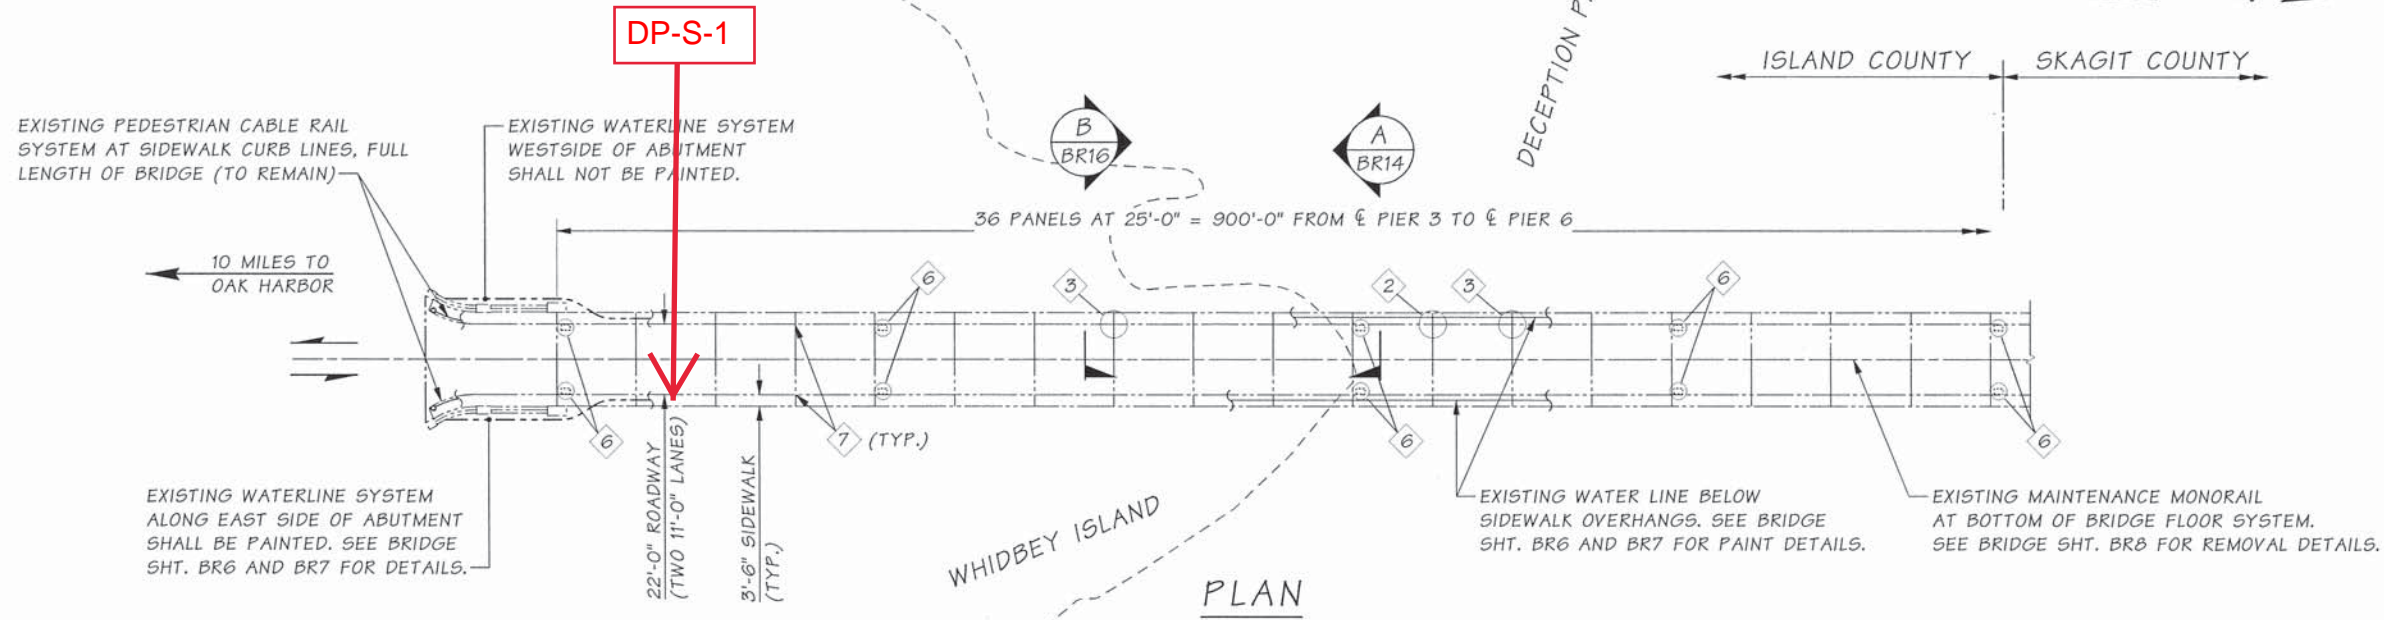 DP-S-1
DECEPTION
ISLAND COUNTY
SKAGIT COUNTY
EXISTING PEDESTRIAN CABLE RAIL
SYSTEM AT SIDEWALK CURB LINES, FULL
LENGTH OF BRIDGE (TO REMAIN)
EXISTING WATERLINE SYSTEM
WESTSIDE OF ABUTMENT
SHALL NOT BE PAINTED.
B
BR16
A
BR14
36 PANELS AT 25'-0" = 900'-0" FROM ℄ PIER 3 TO ℄ PIER 6
10 MILES TO
OAK HARBOR
6
3
2
3
6
6
7 (TYP.)
6
6
22'-0" ROADWAY
(TWO 11'-0" LANES)
3'-6" SIDEWALK
(TYP.)
EXISTING WATERLINE SYSTEM
ALONG EAST SIDE OF ABUTMENT
SHALL BE PAINTED. SEE BRIDGE
SHT. BR6 AND BR7 FOR DETAILS.
WHIDBEY ISLAND
EXISTING WATER LINE BELOW
SIDEWALK OVERHANGS. SEE BRIDGE
SHT. BR6 AND BR7 FOR PAINT DETAILS.
EXISTING MAINTENANCE MONORAIL
AT BOTTOM OF BRIDGE FLOOR SYSTEM.
SEE BRIDGE SHT. BR8 FOR REMOVAL DETAILS.
PLAN